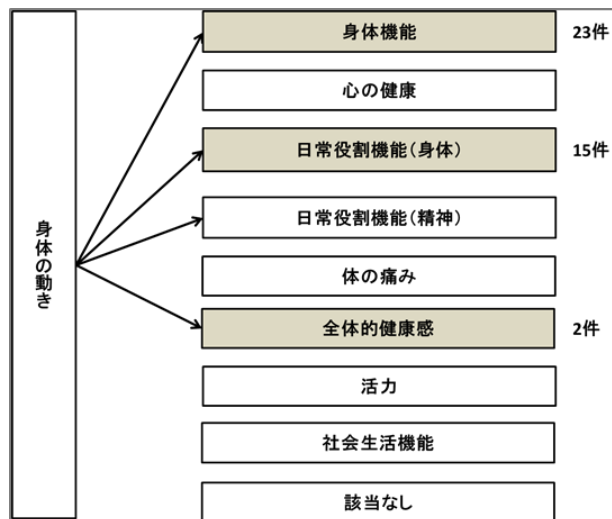 身体の動き
身体機能 23件
心の健康
日常役割機能(身体) 15件
日常役割機能(精神)
体の痛み
全体的健康感 2件
活力
社会生活機能
該当なし